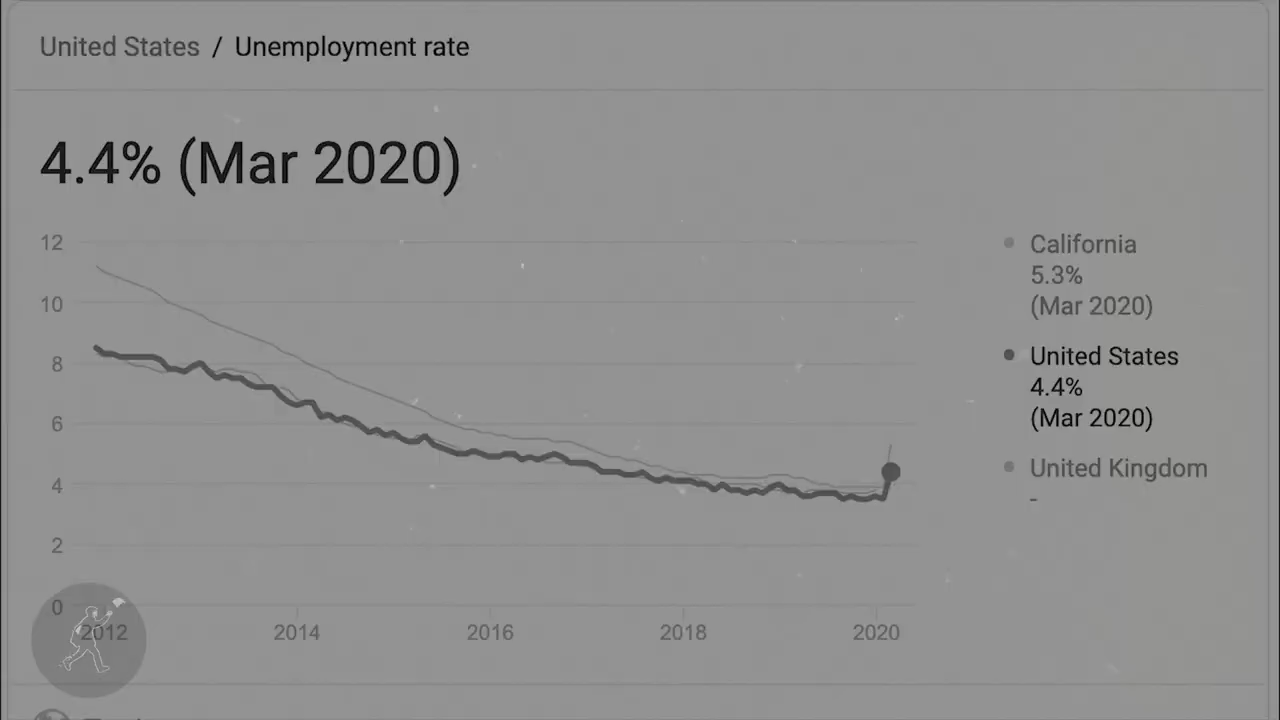 United States / Unemployment rate
4.4% (Mar 2020)
12
10
8
6
4
2
0
2012
2014
2016
2018
2020
California
5.3%
(Mar 2020)
United States
4.4%
(Mar 2020)
United Kingdom
-